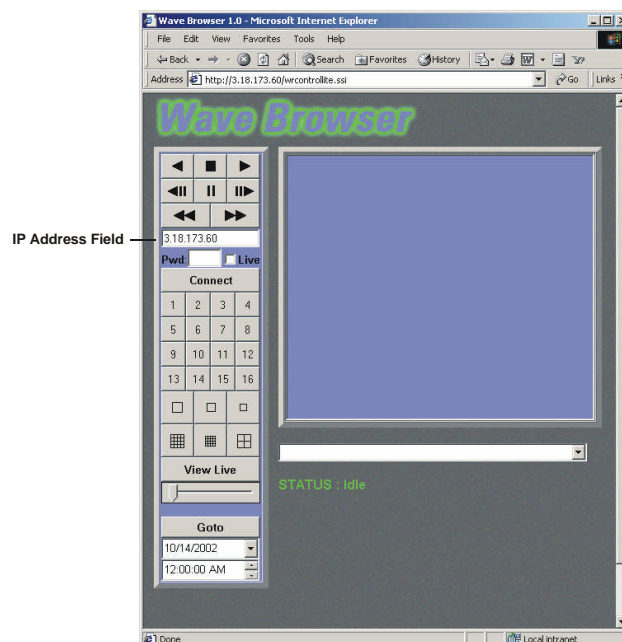 Wave Browser 1.0 - Microsoft Internet Explorer
File Edit View Favorites Tools Help
Back Search Favorites History
Address http://3.18.173.60/wrcontrollite.ssi Go Links
Wave Browser
IP Address Field
3.18.173.60
Pwd: Live
Connect
1 2 3 4
5 6 7 8
9 10 11 12
13 14 15 16
View Live
STATUS : Idle
Goto
10/14/2002
12:00:00 AM
Done Local intranet